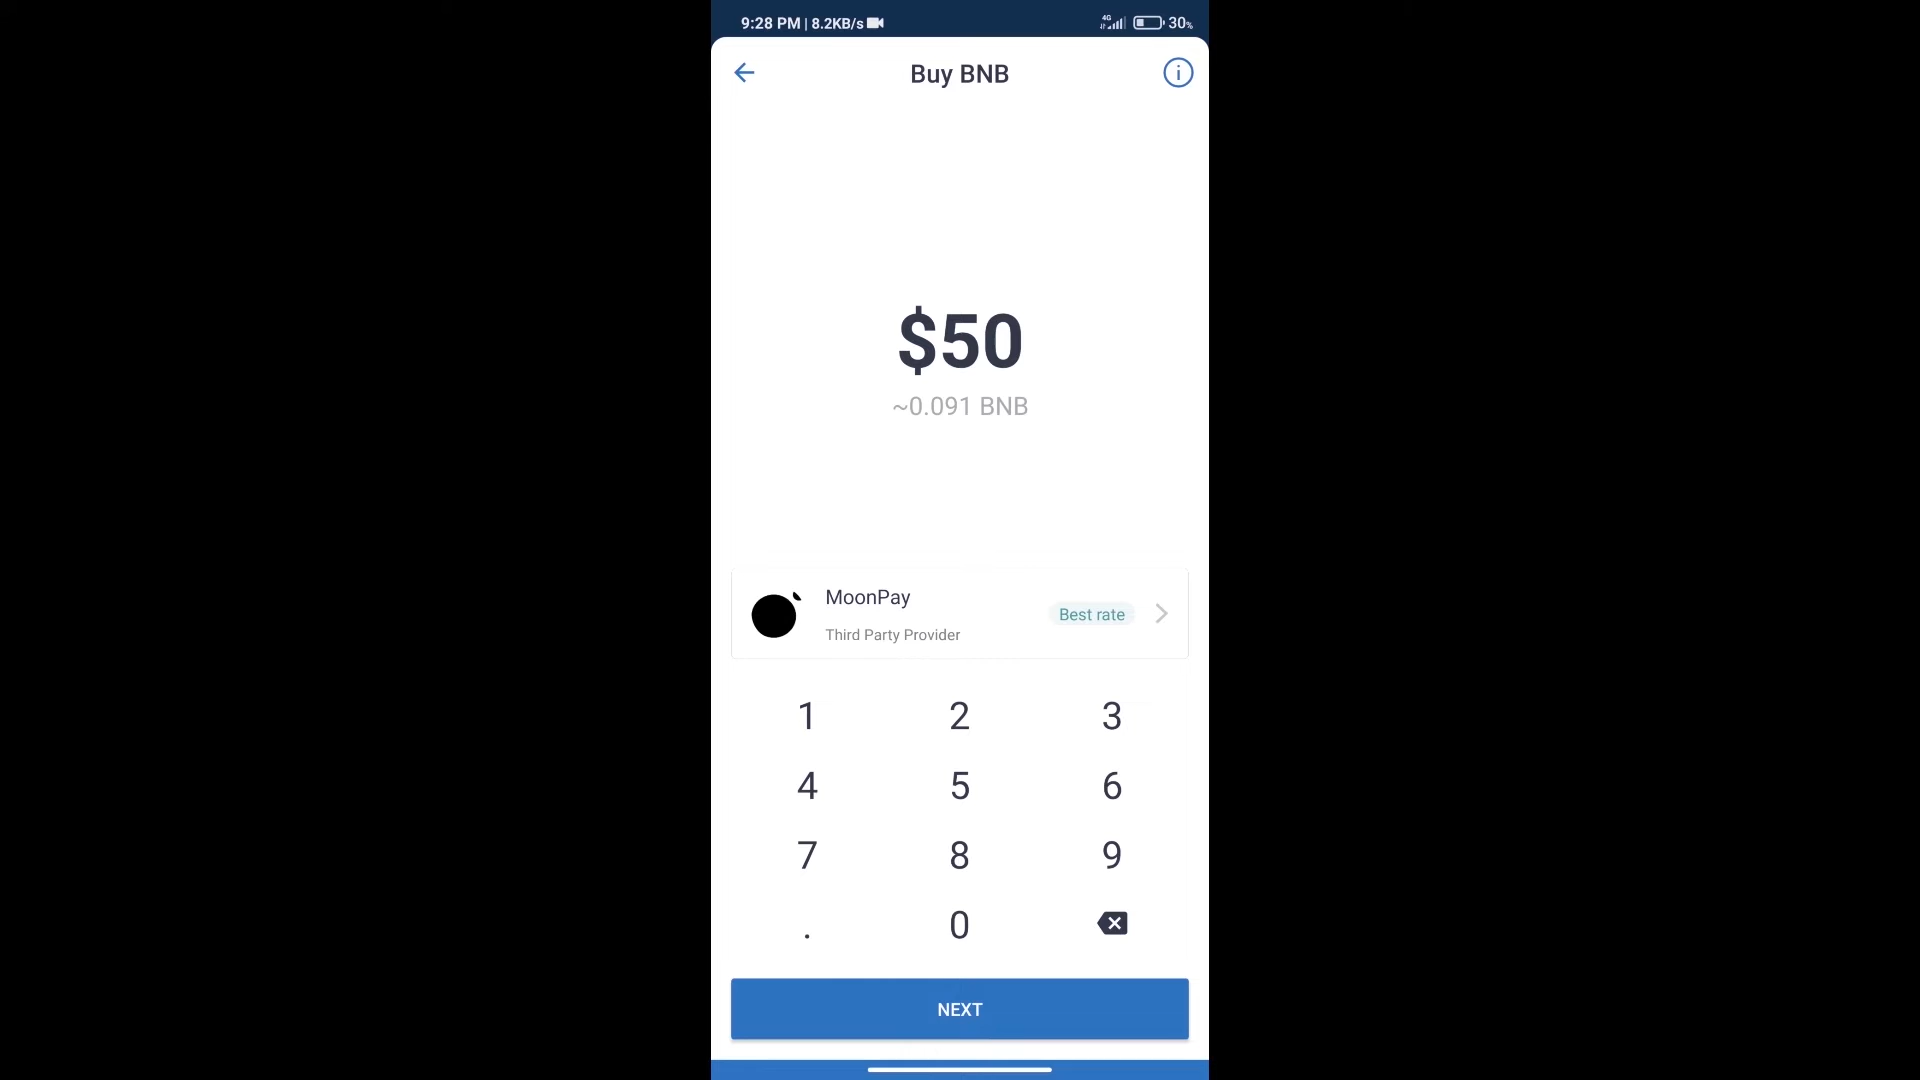 9:28 PM | 8.2KB/s 4G 30%
Buy BNB
$50
~0.091 BNB
MoonPay
Best rate
Third Party Provider
1 2 3
4 5 6
7 8 9
. 0
NEXT